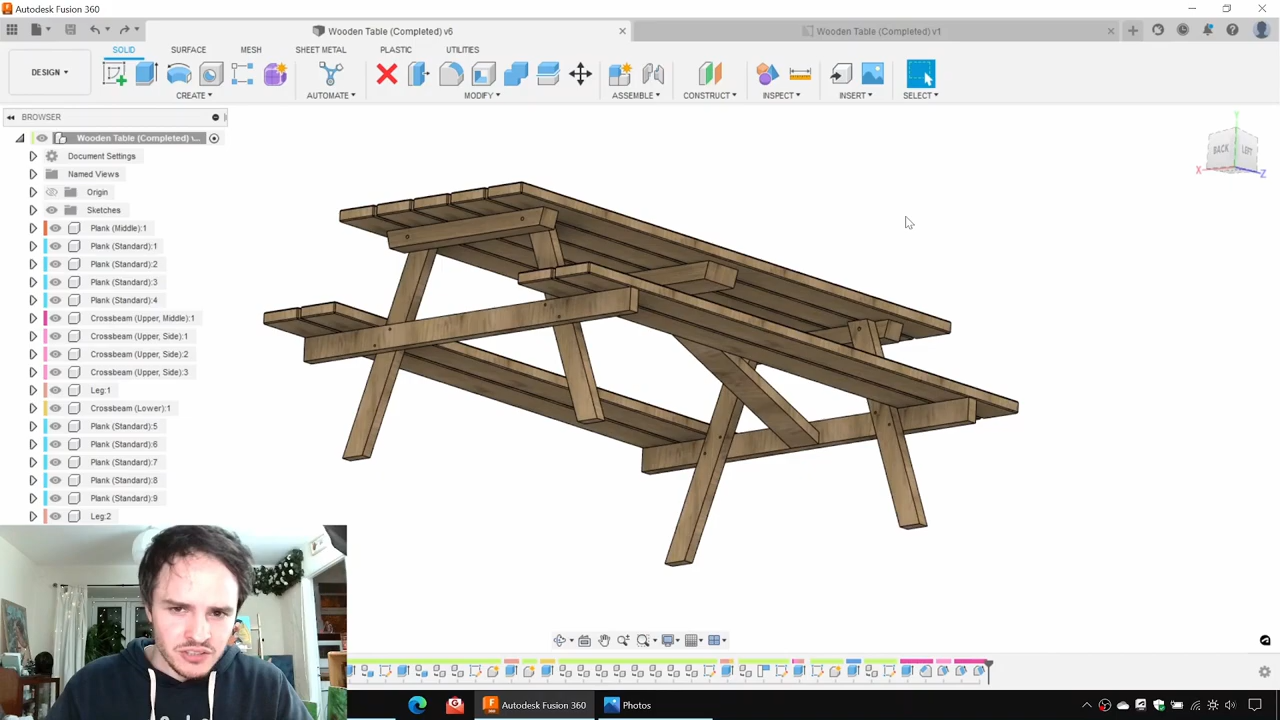 Autodesk Fusion 360
Wooden Table (Completed) v6
Wooden Table (Completed) v1
SOLID
SURFACE
MESH
SHEET METAL
PLASTIC
UTILITIES
DESIGN
CREATE
AUTOMATE
MODIFY
ASSEMBLE
CONSTRUCT
INSPECT
INSERT
SELECT
BROWSER
Wooden Table (Completed) v...
Document Settings
Named Views
Origin
Sketches
Plank (Middle):1
Plank (Standard):1
Plank (Standard):2
Plank (Standard):3
Plank (Standard):4
Crossbeam (Upper, Middle):1
Crossbeam (Upper, Side):1
Crossbeam (Upper, Side):2
Crossbeam (Upper, Side):3
Leg:1
Crossbeam (Lower):1
Plank (Standard):5
Plank (Standard):6
Plank (Standard):7
Plank (Standard):8
Plank (Standard):9
Leg:2
BACK
LEFT
X
Z
Autodesk Fusion 360
Photos